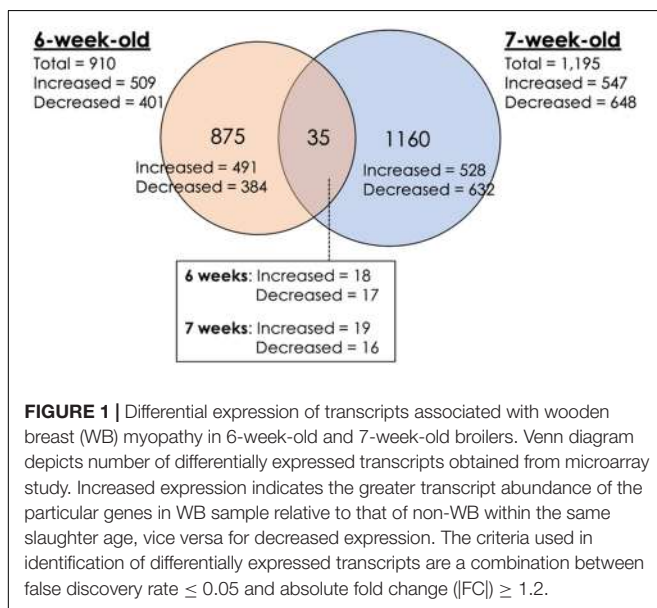 6-week-old
Total = 910
Increased = 509
Decreased = 401
7-week-old
Total = 1,195
Increased = 547
Decreased = 648
875
Increased = 491
Decreased = 384
35
1160
Increased = 528
Decreased = 632
6 weeks: Increased = 18
Decreased = 17
7 weeks: Increased = 19
Decreased = 16
FIGURE 1 | Differential expression of transcripts associated with wooden
breast (WB) myopathy in 6-week-old and 7-week-old broilers. Venn diagram
depicts number of differentially expressed transcripts obtained from microarray
study. Increased expression indicates the greater transcript abundance of the
particular genes in WB sample relative to that of non-WB within the same
slaughter age, vice versa for decreased expression. The criteria used in
identification of differentially expressed transcripts are a combination between
false discovery rate ≤ 0.05 and absolute fold change (|FC|) ≥ 1.2.